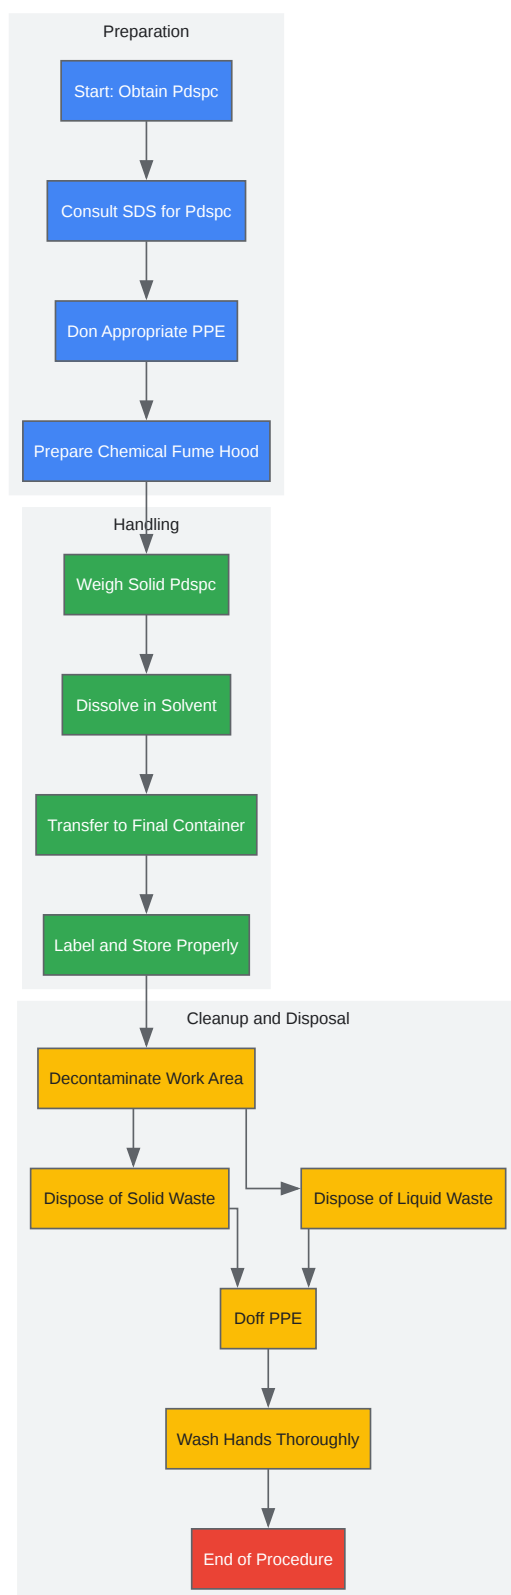 Preparation
Start: Obtain Pdspc
Consult SDS for Pdspc
Don Appropriate PPE
Prepare Chemical Fume Hood
Handling
Weigh Solid Pdspc
Dissolve in Solvent
Transfer to Final Container
Label and Store Properly
Cleanup and Disposal
Decontaminate Work Area
Dispose of Solid Waste
Dispose of Liquid Waste
Doff PPE
Wash Hands Thoroughly
End of Procedure